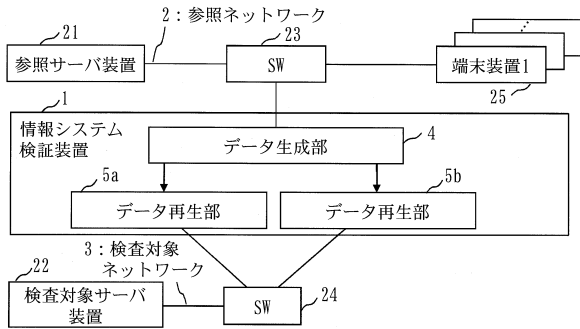 2：参照ネットワーク
21
23
参照サーバ装置
SW
端末装置1
25
1
情報システム
検証装置
データ生成部
4
5a
5b
データ再生部
データ再生部
3：検査対象
ネットワーク
22
検査対象サーバ
装置
SW
24